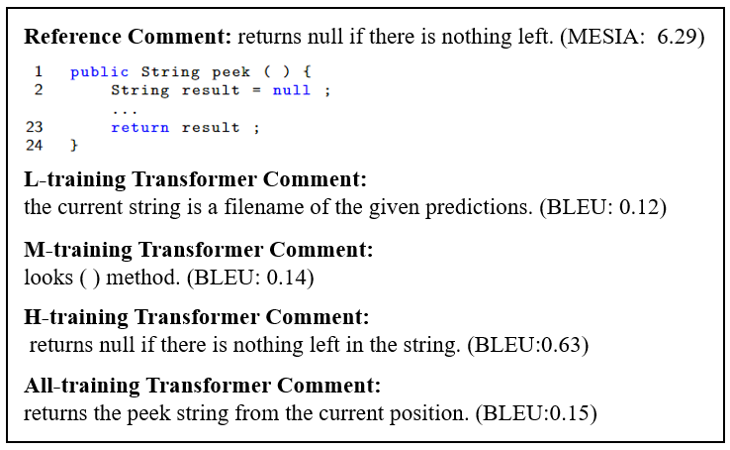 Reference Comment: returns null if there is nothing left. (MESIA:  6.29)
1 public String peek ( ) {
2 String result = null ;
...
23 return result ;
24 }
L-training Transformer Comment:
the current string is a filename of the given predictions. (BLEU: 0.12)
M-training Transformer Comment:
looks ( ) method. (BLEU: 0.14)
H-training Transformer Comment:
returns null if there is nothing left in the string. (BLEU:0.63)
All-training Transformer Comment:
returns the peek string from the current position. (BLEU:0.15)